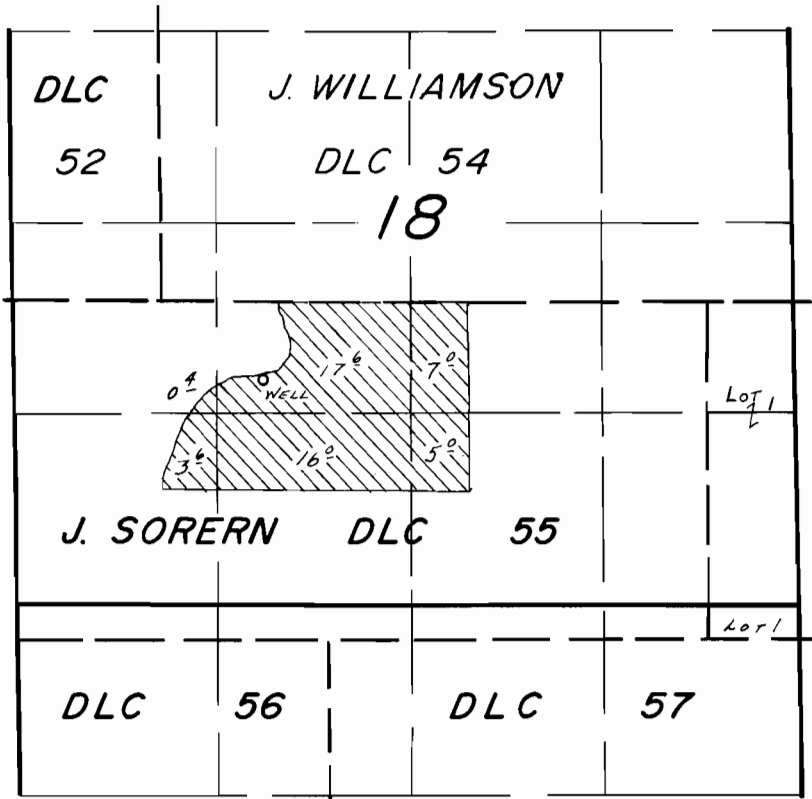 DLC J. WILLIAMSON
52 DLC 54
18
17 6 7 0
0 4
WELL
LOT 1
3 6 16 0 5 0
J. SORERN DLC 55
LOT 1
DLC 56 DLC 57